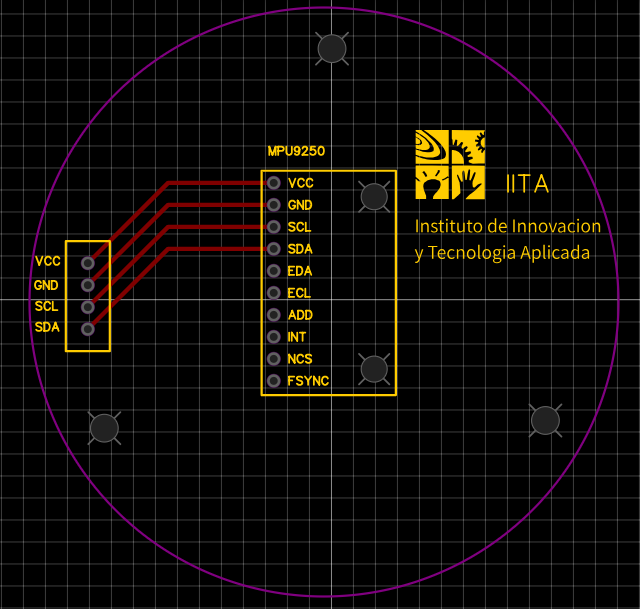 MPU9250
VCC
GND
SCL
SDA
EDA
ECL
ADD
INT
NCS
FSYNC
VCC
GND
SCL
SDA
IITA
Instituto de Innovacion
y Tecnologia Aplicada